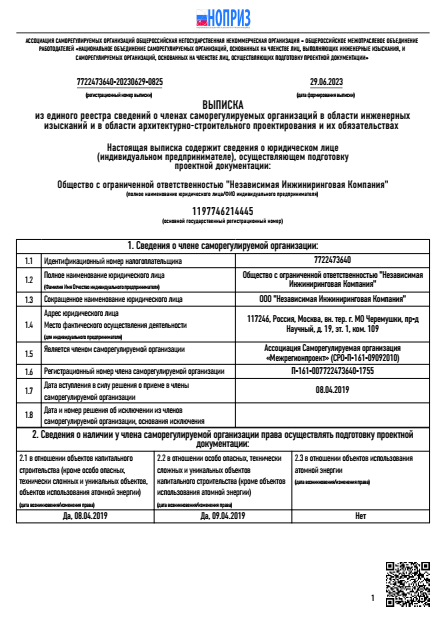 НОПРИЗ
АССОЦИАЦИЯ САМОРЕГУЛИРУЕМЫХ ОРГАНИЗАЦИЙ ОБЩЕРОССИЙСКАЯ НЕГОСУДАРСТВЕННАЯ НЕКОММЕРЧЕСКАЯ ОРГАНИЗАЦИЯ – ОБЩЕРОССИЙСКОЕ МЕЖОТРАСЛЕВОЕ ОБЪЕДИНЕНИЕ
РАБОТОДАТЕЛЕЙ «НАЦИОНАЛЬНОЕ ОБЪЕДИНЕНИЕ САМОРЕГУЛИРУЕМЫХ ОРГАНИЗАЦИЙ, ОСНОВАННЫХ НА ЧЛЕНСТВЕ ЛИЦ, ВЫПОЛНЯЮЩИХ ИНЖЕНЕРНЫЕ ИЗЫСКАНИЯ, И
САМОРЕГУЛИРУЕМЫХ ОРГАНИЗАЦИЙ, ОСНОВАННЫХ НА ЧЛЕНСТВЕ ЛИЦ, ОСУЩЕСТВЛЯЮЩИХ ПОДГОТОВКУ ПРОЕКТНОЙ ДОКУМЕНТАЦИИ»
7722473640-20230629-0825
29.06.2023
(регистрационный номер выписки)
(дата формирования выписки)
ВЫПИСКА
из единого реестра сведений о членах саморегулируемых организаций в области инженерных
изысканий и в области архитектурно-строительного проектирования и их обязательствах
Настоящая выписка содержит сведения о юридическом лице
(индивидуальном предпринимателе), осуществляющем подготовку
проектной документации:
Общество с ограниченной ответственностью "Независимая Инжиниринговая Компания"
(полное наименование юридического лица/ФИО индивидуального предпринимателя)
1197746214445
(основной государственный регистрационный номер)
1. Сведения о члене саморегулируемой организации:
1.1 Идентификационный номер налогоплательщика 7722473640
1.2 Полное наименование юридического лица
(Фамилия Имя Отчество индивидуального предпринимателя)
Общество с ограниченной ответственностью "Независимая
Инжиниринговая Компания"
1.3 Сокращенное наименование юридического лица ООО "Независимая Инжиниринговая Компания"
1.4 Адрес юридического лица
Место фактического осуществления деятельности
(для индивидуального предпринимателя)
117246, Россия, Москва, вн. тер. г. МО Черемушки, пр-д
Научный, д. 19, эт. 1, ком. 109
1.5 Является членом саморегулируемой организации
Ассоциация Саморегулируемая организация
«Межрегионпроект» (СРО-П-161-09092010)
1.6 Регистрационный номер члена саморегулируемой организации П-161-007722473640-1755
1.7 Дата вступления в силу решения о приеме в члены
саморегулируемой организации
08.04.2019
1.8 Дата и номер решения об исключении из членов
саморегулируемой организации, основания исключения
2. Сведения о наличии у члена саморегулируемой организации права осуществлять подготовку проектной
документации:
2.1 в отношении объектов капитального
строительства (кроме особо опасных,
технически сложных и уникальных объектов,
объектов использования атомной энергии)
(дата возникновения/изменения права)
2.2 в отношении особо опасных, технически
сложных и уникальных объектов
капитального строительства (кроме объектов
использования атомной энергии)
(дата возникновения/изменения права)
2.3 в отношении объектов использования
атомной энергии
(дата возникновения/изменения права)
Да, 08.04.2019 Да, 09.04.2019 Нет
1